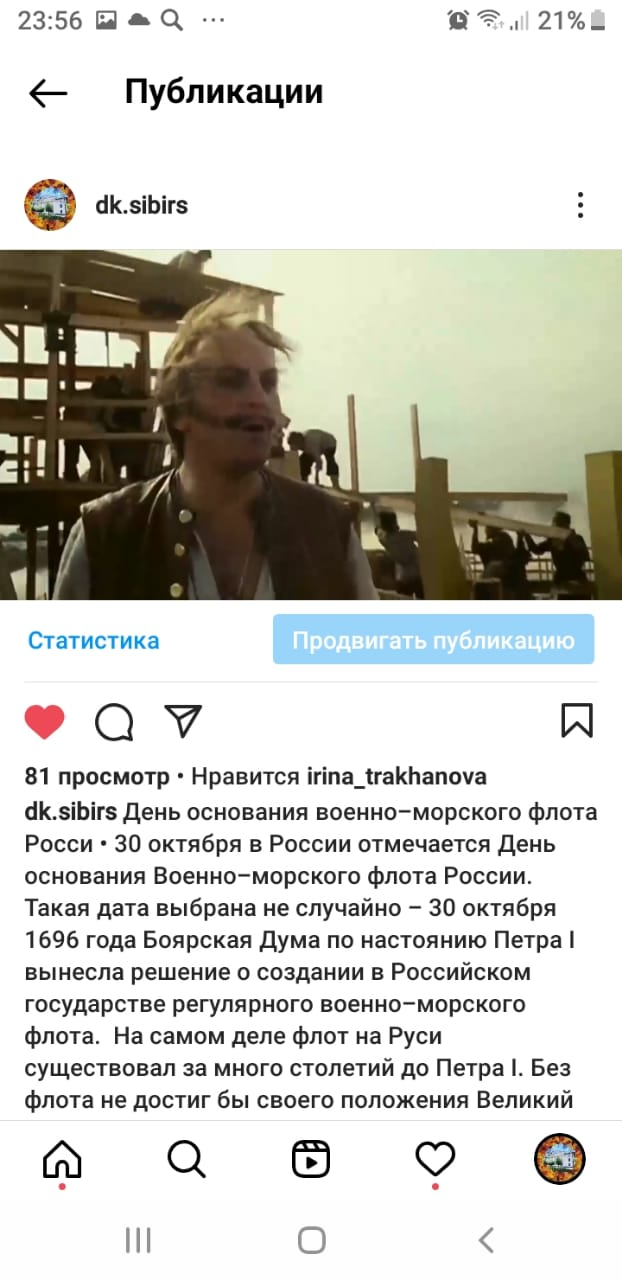 23:56 ... 21%
Публикации
dk.sibirs
Статистика
Продвигать публикацию
81 просмотр • Нравится irina_trakhanova
dk.sibirs День основания военно-морского флота
Росси • 30 октября в России отмечается День
основания Военно-морского флота России.
Такая дата выбрана не случайно – 30 октября
1696 года Боярская Дума по настоянию Петра I
вынесла решение о создании в Российском
государстве регулярного военно-морского
флота. На самом деле флот на Руси
существовал за много столетий до Петра I. Без
флота не достиг бы своего положения Великий